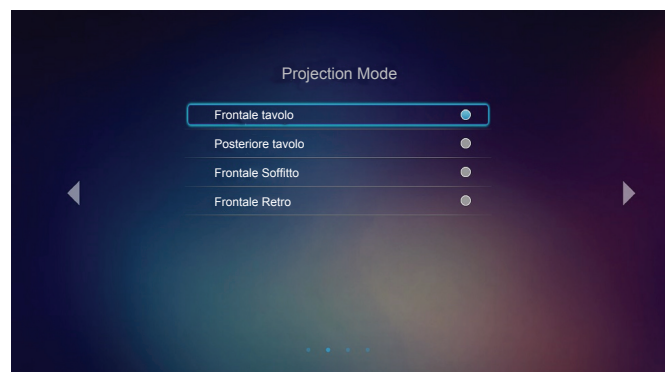 Projection Mode
Frontale tavolo
Posteriore tavolo
Frontale Soffitto
Frontale Retro